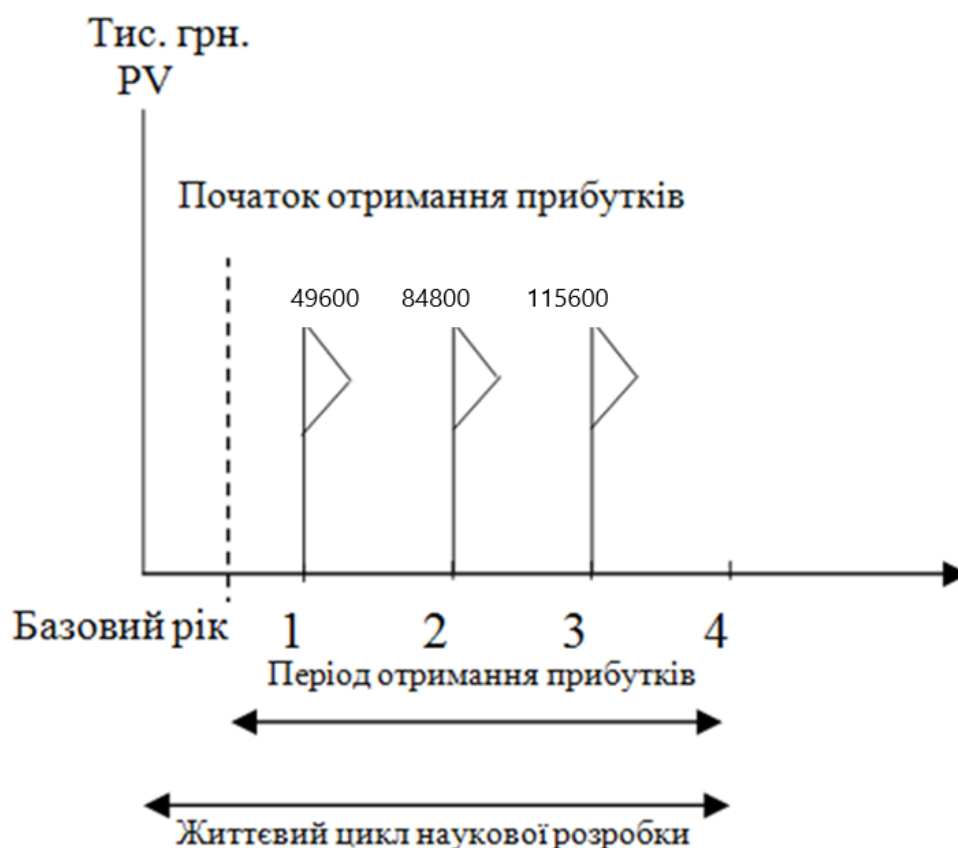 Тис. грн.
PV
Початок отримання прибутків
49600 84800 115600
Базовий рік 1 2 3 4
Період отримання прибутків
Життєвий цикл наукової розробки